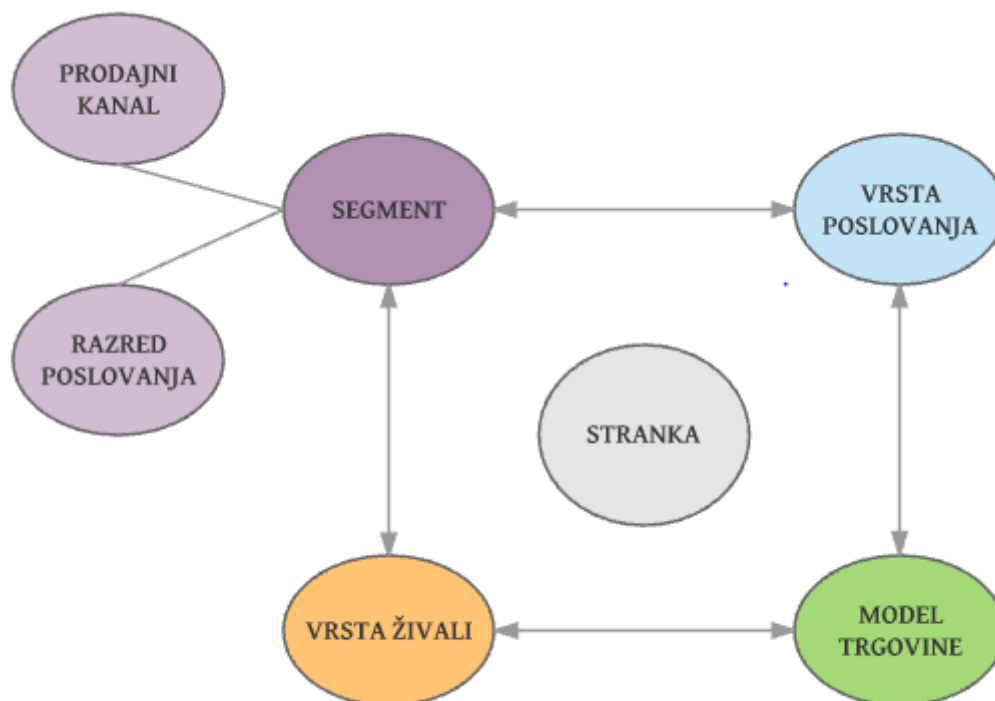 PRODAJNI
KANAL
SEGMENT
VRSTA
POSLOVANJA
RAZRED
POSLOVANJA
STRANKA
VRSTA ŽIVALI
MODEL
TRGOVINE